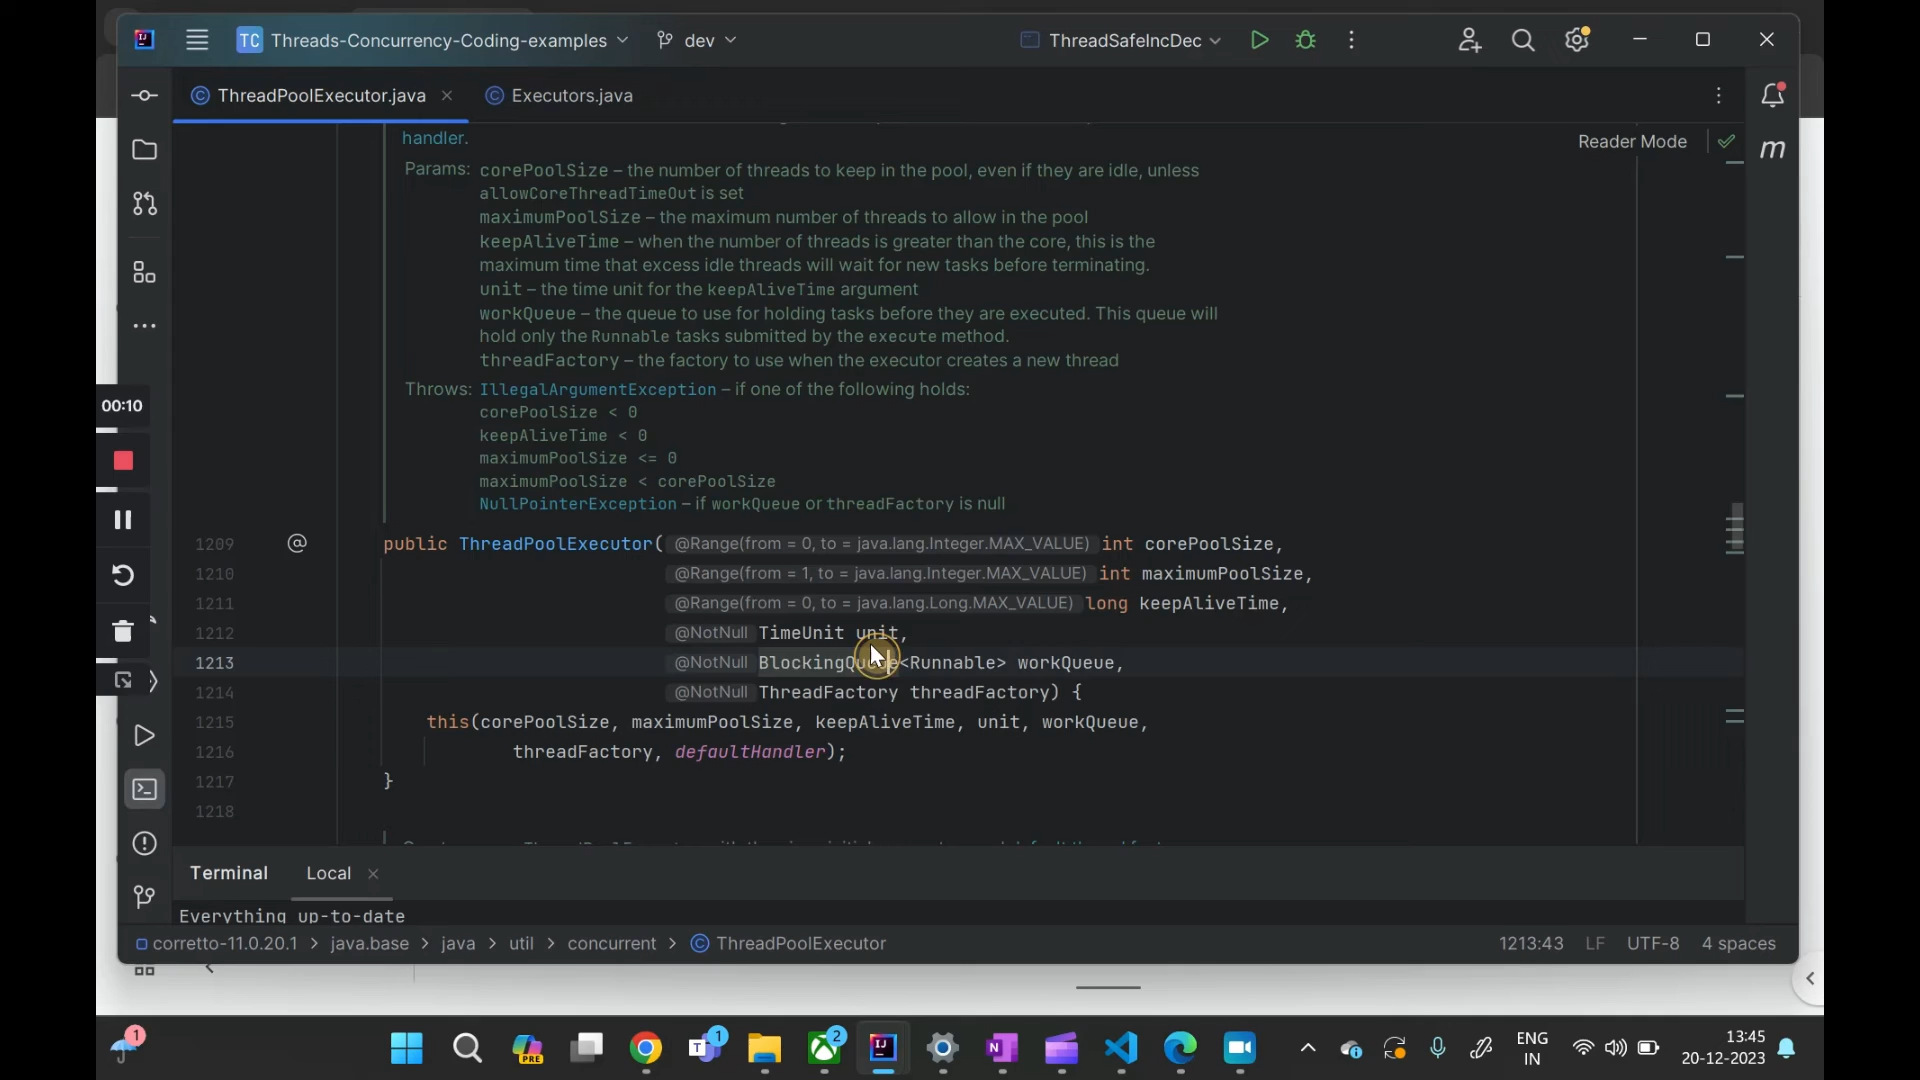 TC Threads-Concurrency-Coding-examples dev ThreadSafeIncDec
ThreadPoolExecutor.java Executors.java
handler.
Reader Mode
Params: corePoolSize – the number of threads to keep in the pool, even if they are idle, unless
allowCoreThreadTimeOut is set
maximumPoolSize – the maximum number of threads to allow in the pool
keepAliveTime – when the number of threads is greater than the core, this is the
maximum time that excess idle threads will wait for new tasks before terminating.
unit – the time unit for the keepAliveTime argument
workQueue – the queue to use for holding tasks before they are executed. This queue will
hold only the Runnable tasks submitted by the execute method.
threadFactory – the factory to use when the executor creates a new thread
Throws: IllegalArgumentException – if one of the following holds:
corePoolSize < 0
keepAliveTime < 0
maximumPoolSize <= 0
maximumPoolSize < corePoolSize
NullPointerException – if workQueue or threadFactory is null
00:10
1209 @ public ThreadPoolExecutor( @Range(from = 0, to = java.lang.Integer.MAX_VALUE) int corePoolSize,
1210 @Range(from = 1, to = java.lang.Integer.MAX_VALUE) int maximumPoolSize,
1211 @Range(from = 0, to = java.lang.Long.MAX_VALUE) long keepAliveTime,
1212 @NotNull TimeUnit unit,
1213 @NotNull BlockingQueue<Runnable> workQueue,
1214 @NotNull ThreadFactory threadFactory) {
1215 this(corePoolSize, maximumPoolSize, keepAliveTime, unit, workQueue,
1216 threadFactory, defaultHandler);
1217 }
1218
Terminal Local
Everything up-to-date
corretto-11.0.20.1 > java.base > java > util > concurrent > ThreadPoolExecutor 1213:43 LF UTF-8 4 spaces
1 PRE 1 2 ENG 13:45
IN 20-12-2023